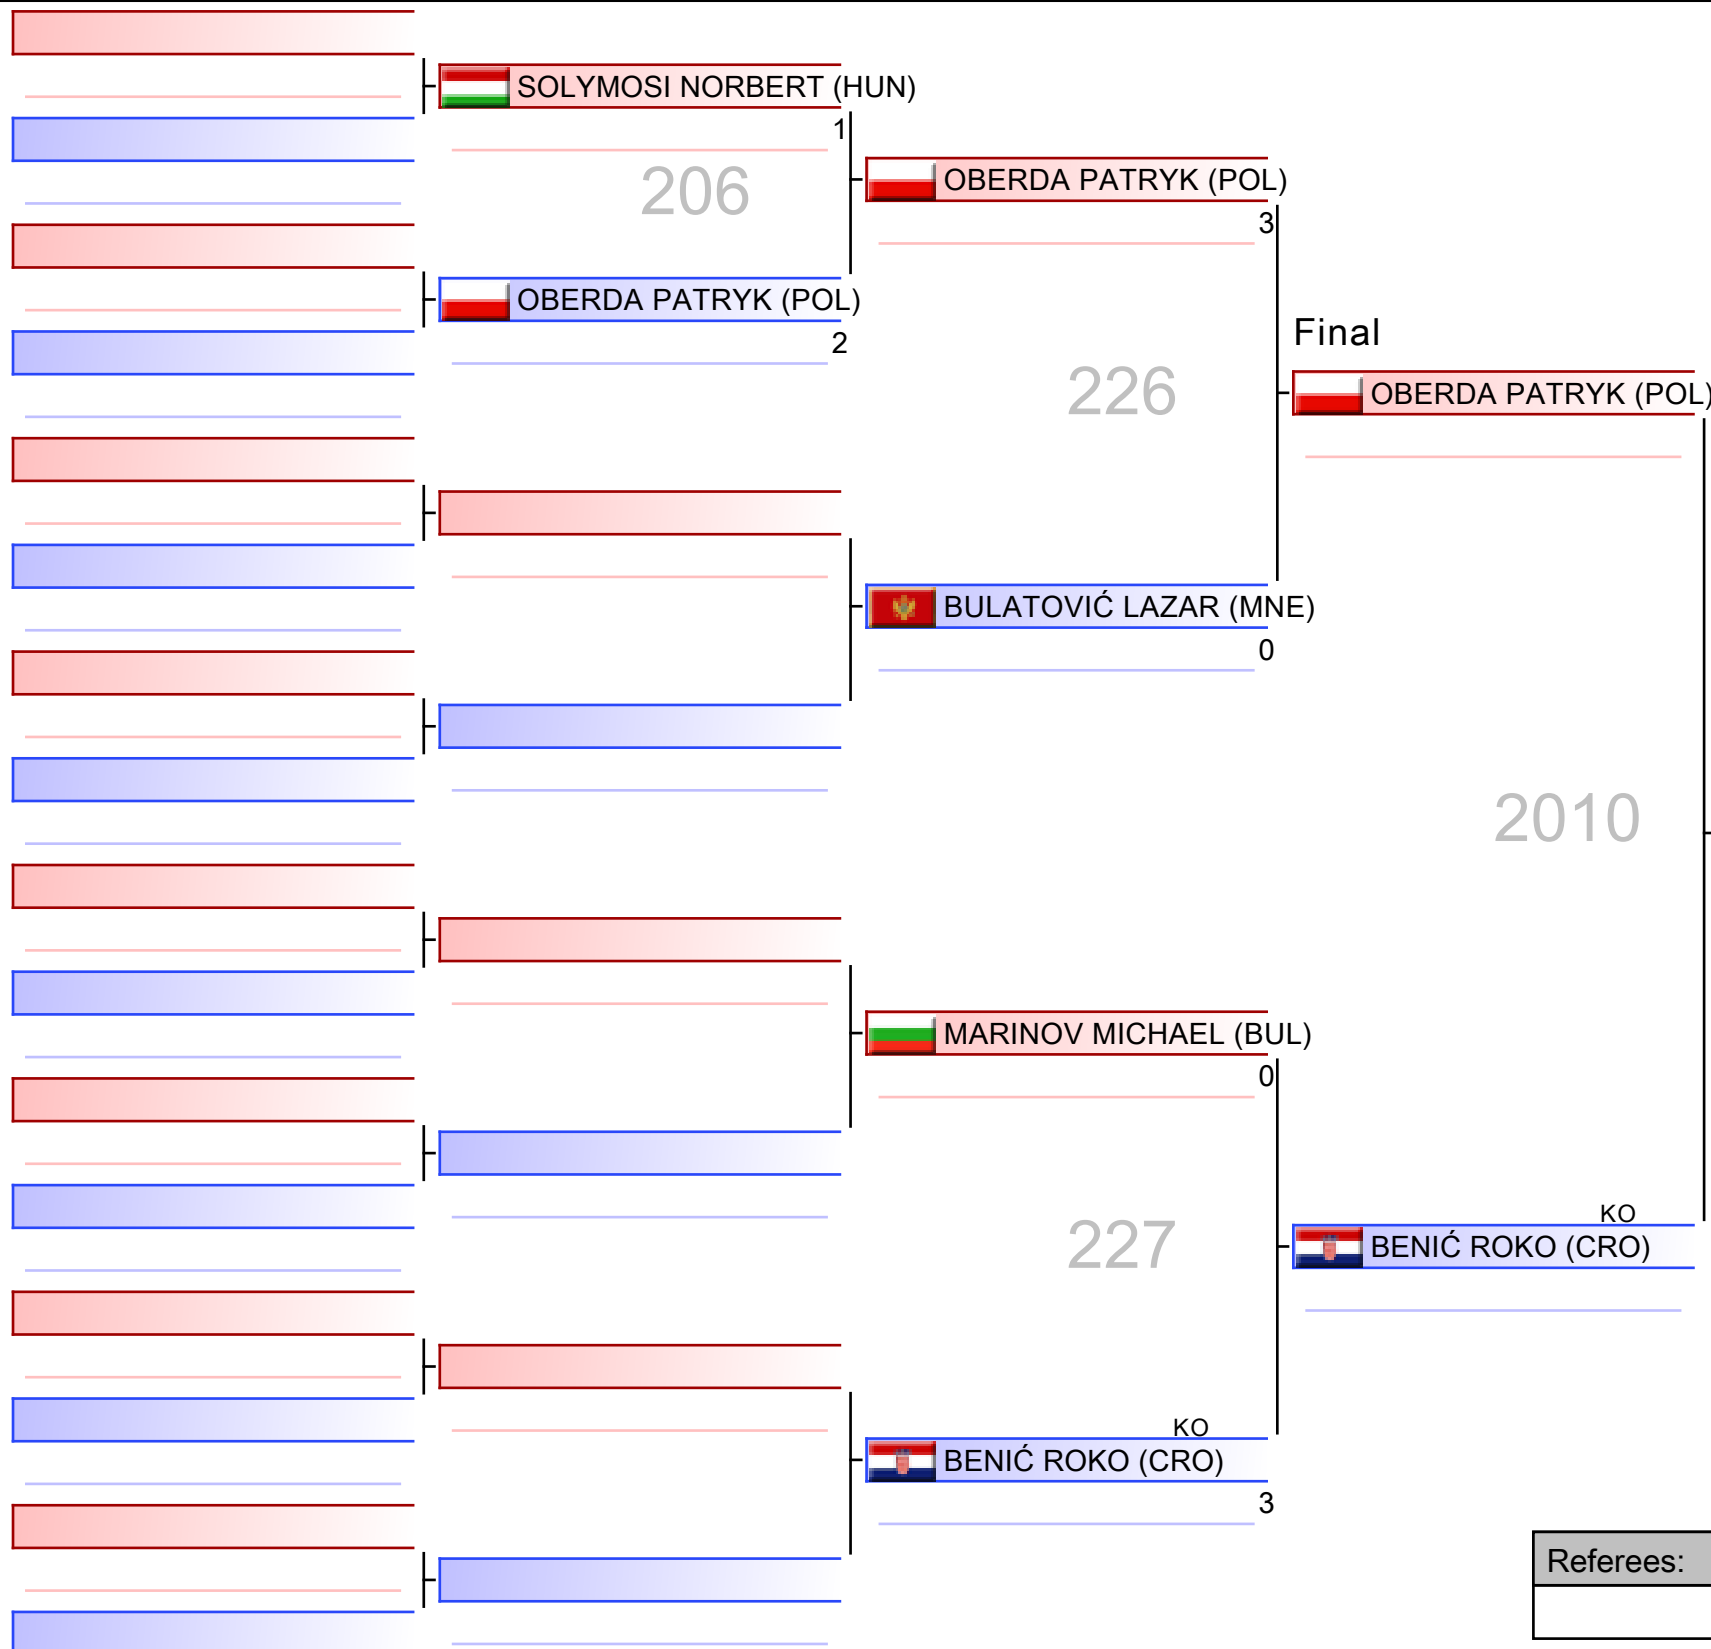 SOLYMOSI NORBERT (HUN)
1
206
OBERDA PATRYK (POL)
2
OBERDA PATRYK (POL)
3
226
BULATOVIĆ LAZAR (MNE)
0
MARINOV MICHAEL (BUL)
0
227
KO
BENIĆ ROKO (CRO)
3
Final
OBERDA PATRYK (POL)
2010
KO
BENIĆ ROKO (CRO)
Referees: